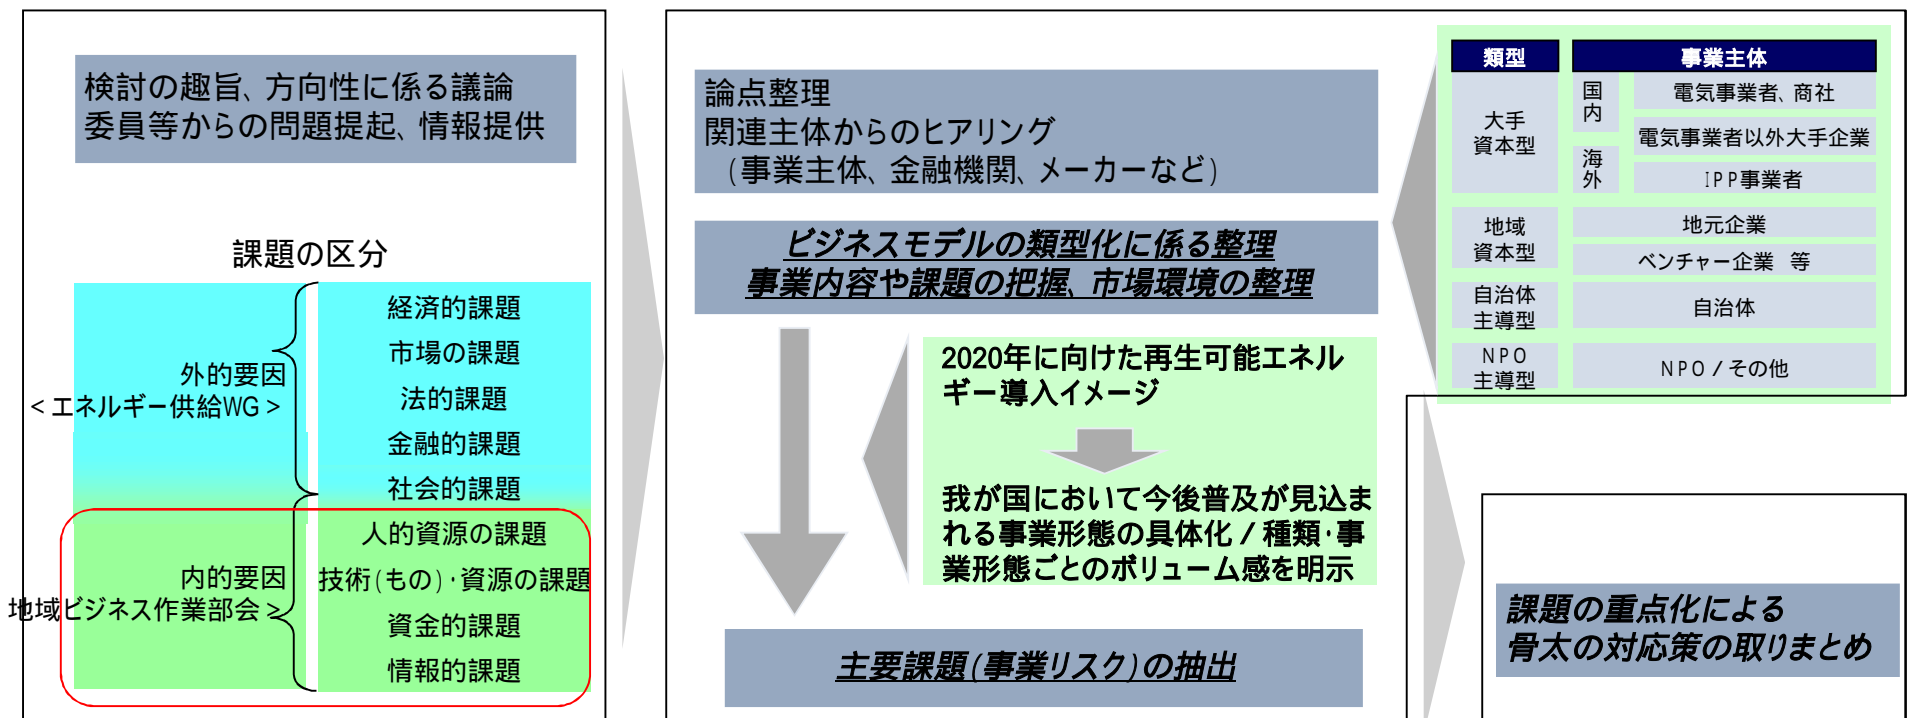 検討の趣旨、方向性に係る議論
委員等からの問題提起、情報提供
課題の区分
外的要因
<エネルギー供給WG>
経済的課題
市場の課題
法的課題
金融的課題
社会的課題
内的要因
地域ビジネス作業部会>
人的資源の課題
技術(もの)・資源の課題
資金的課題
情報的課題
論点整理
関連主体からのヒアリング
(事業主体、金融機関、メーカーなど)
ビジネスモデルの類型化に係る整理
事業内容や課題の把握、市場環境の整理
2020年に向けた再生可能エネル
ギー導入イメージ
我が国において今後普及が見込ま
れる事業形態の具体化/種類・事
業形態ごとのボリューム感を明示
主要課題(事業リスク)の抽出
類型
事業主体
大手
資本型
国内
電気事業者、商社
電気事業者以外大手企業
海外
IPP事業者
地域
資本型
地元企業
ベンチャー企業 等
自治体
主導型
自治体
NPO
主導型
NPO/その他
課題の重点化による
骨太の対応策の取りまとめ